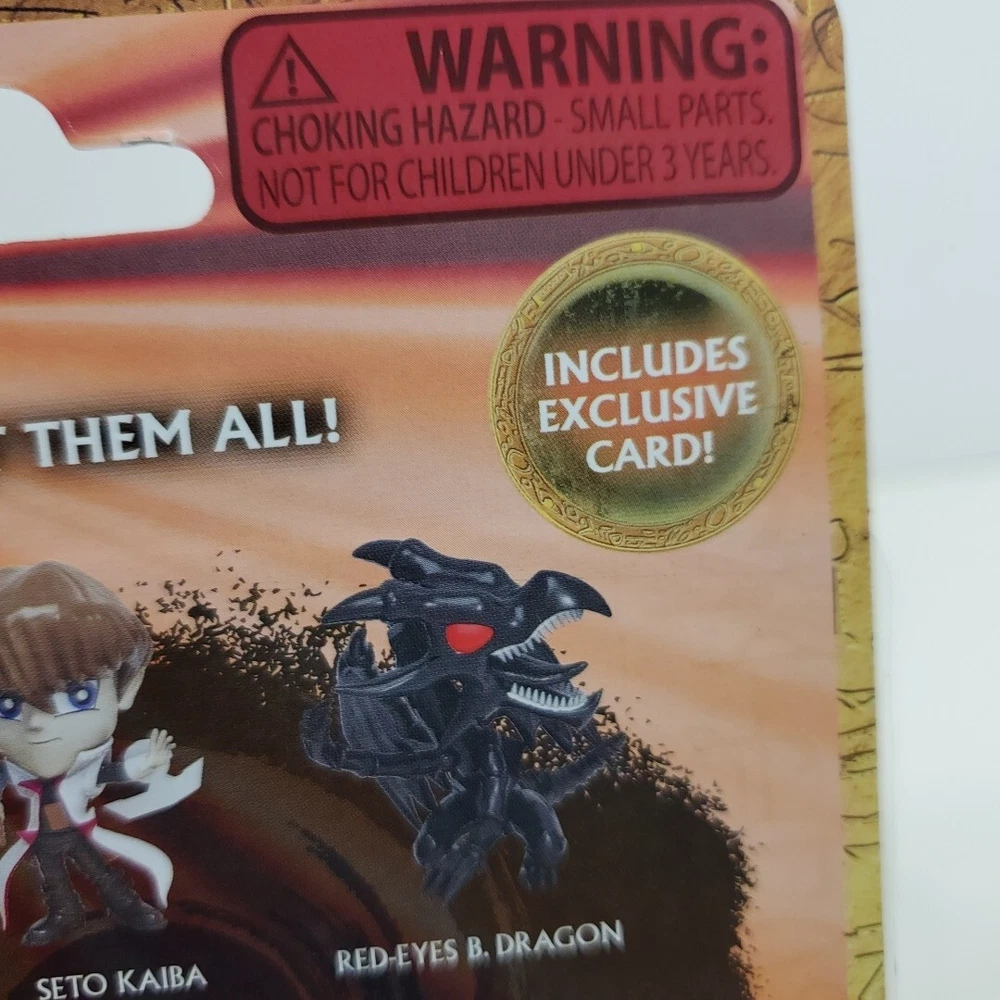 WARNING:
CHOKING HAZARD - SMALL PARTS.
NOT FOR CHILDREN UNDER 3 YEARS.
INCLUDES
EXCLUSIVE
CARD!
THEM ALL!
SETO KAIBA
RED-EYES B. DRAGON